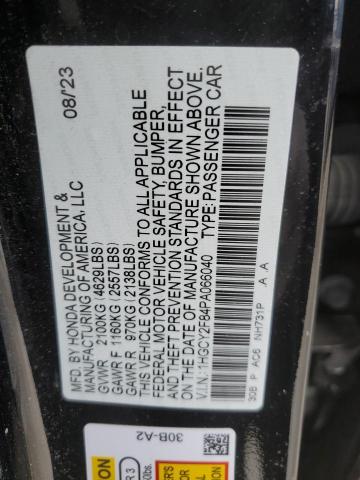 MFD. BY HONDA DEVELOPMENT & 08/23
MANUFACTURING OF AMERICA, LLC
GVWR 2100KG (4629LBS)
GAWR F 1160KG (2557LBS)
GAWR R 970KG (2138LBS)
THIS VEHICLE CONFORMS TO ALL APPLICABLE
FEDERAL MOTOR VEHICLE SAFETY, BUMPER,
AND THEFT PREVENTION STANDARDS IN EFFECT
ON THE DATE OF MANUFACTURE SHOWN ABOVE.
V.I.N.: 1HGCY2F84PA066040 TYPE: PASSENGER CAR
30B P AC6 NH731P A A
30B-A2